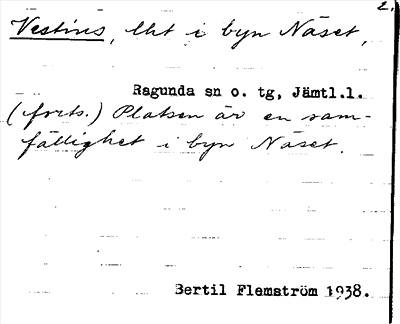 2.
Vestins, lht i byn Näset,
Ragunda sn o. tg, Jämtl.l.
(forts.) Platsen är en sam-
fällighet i byn Näset.
Bertil Flemström 1938.